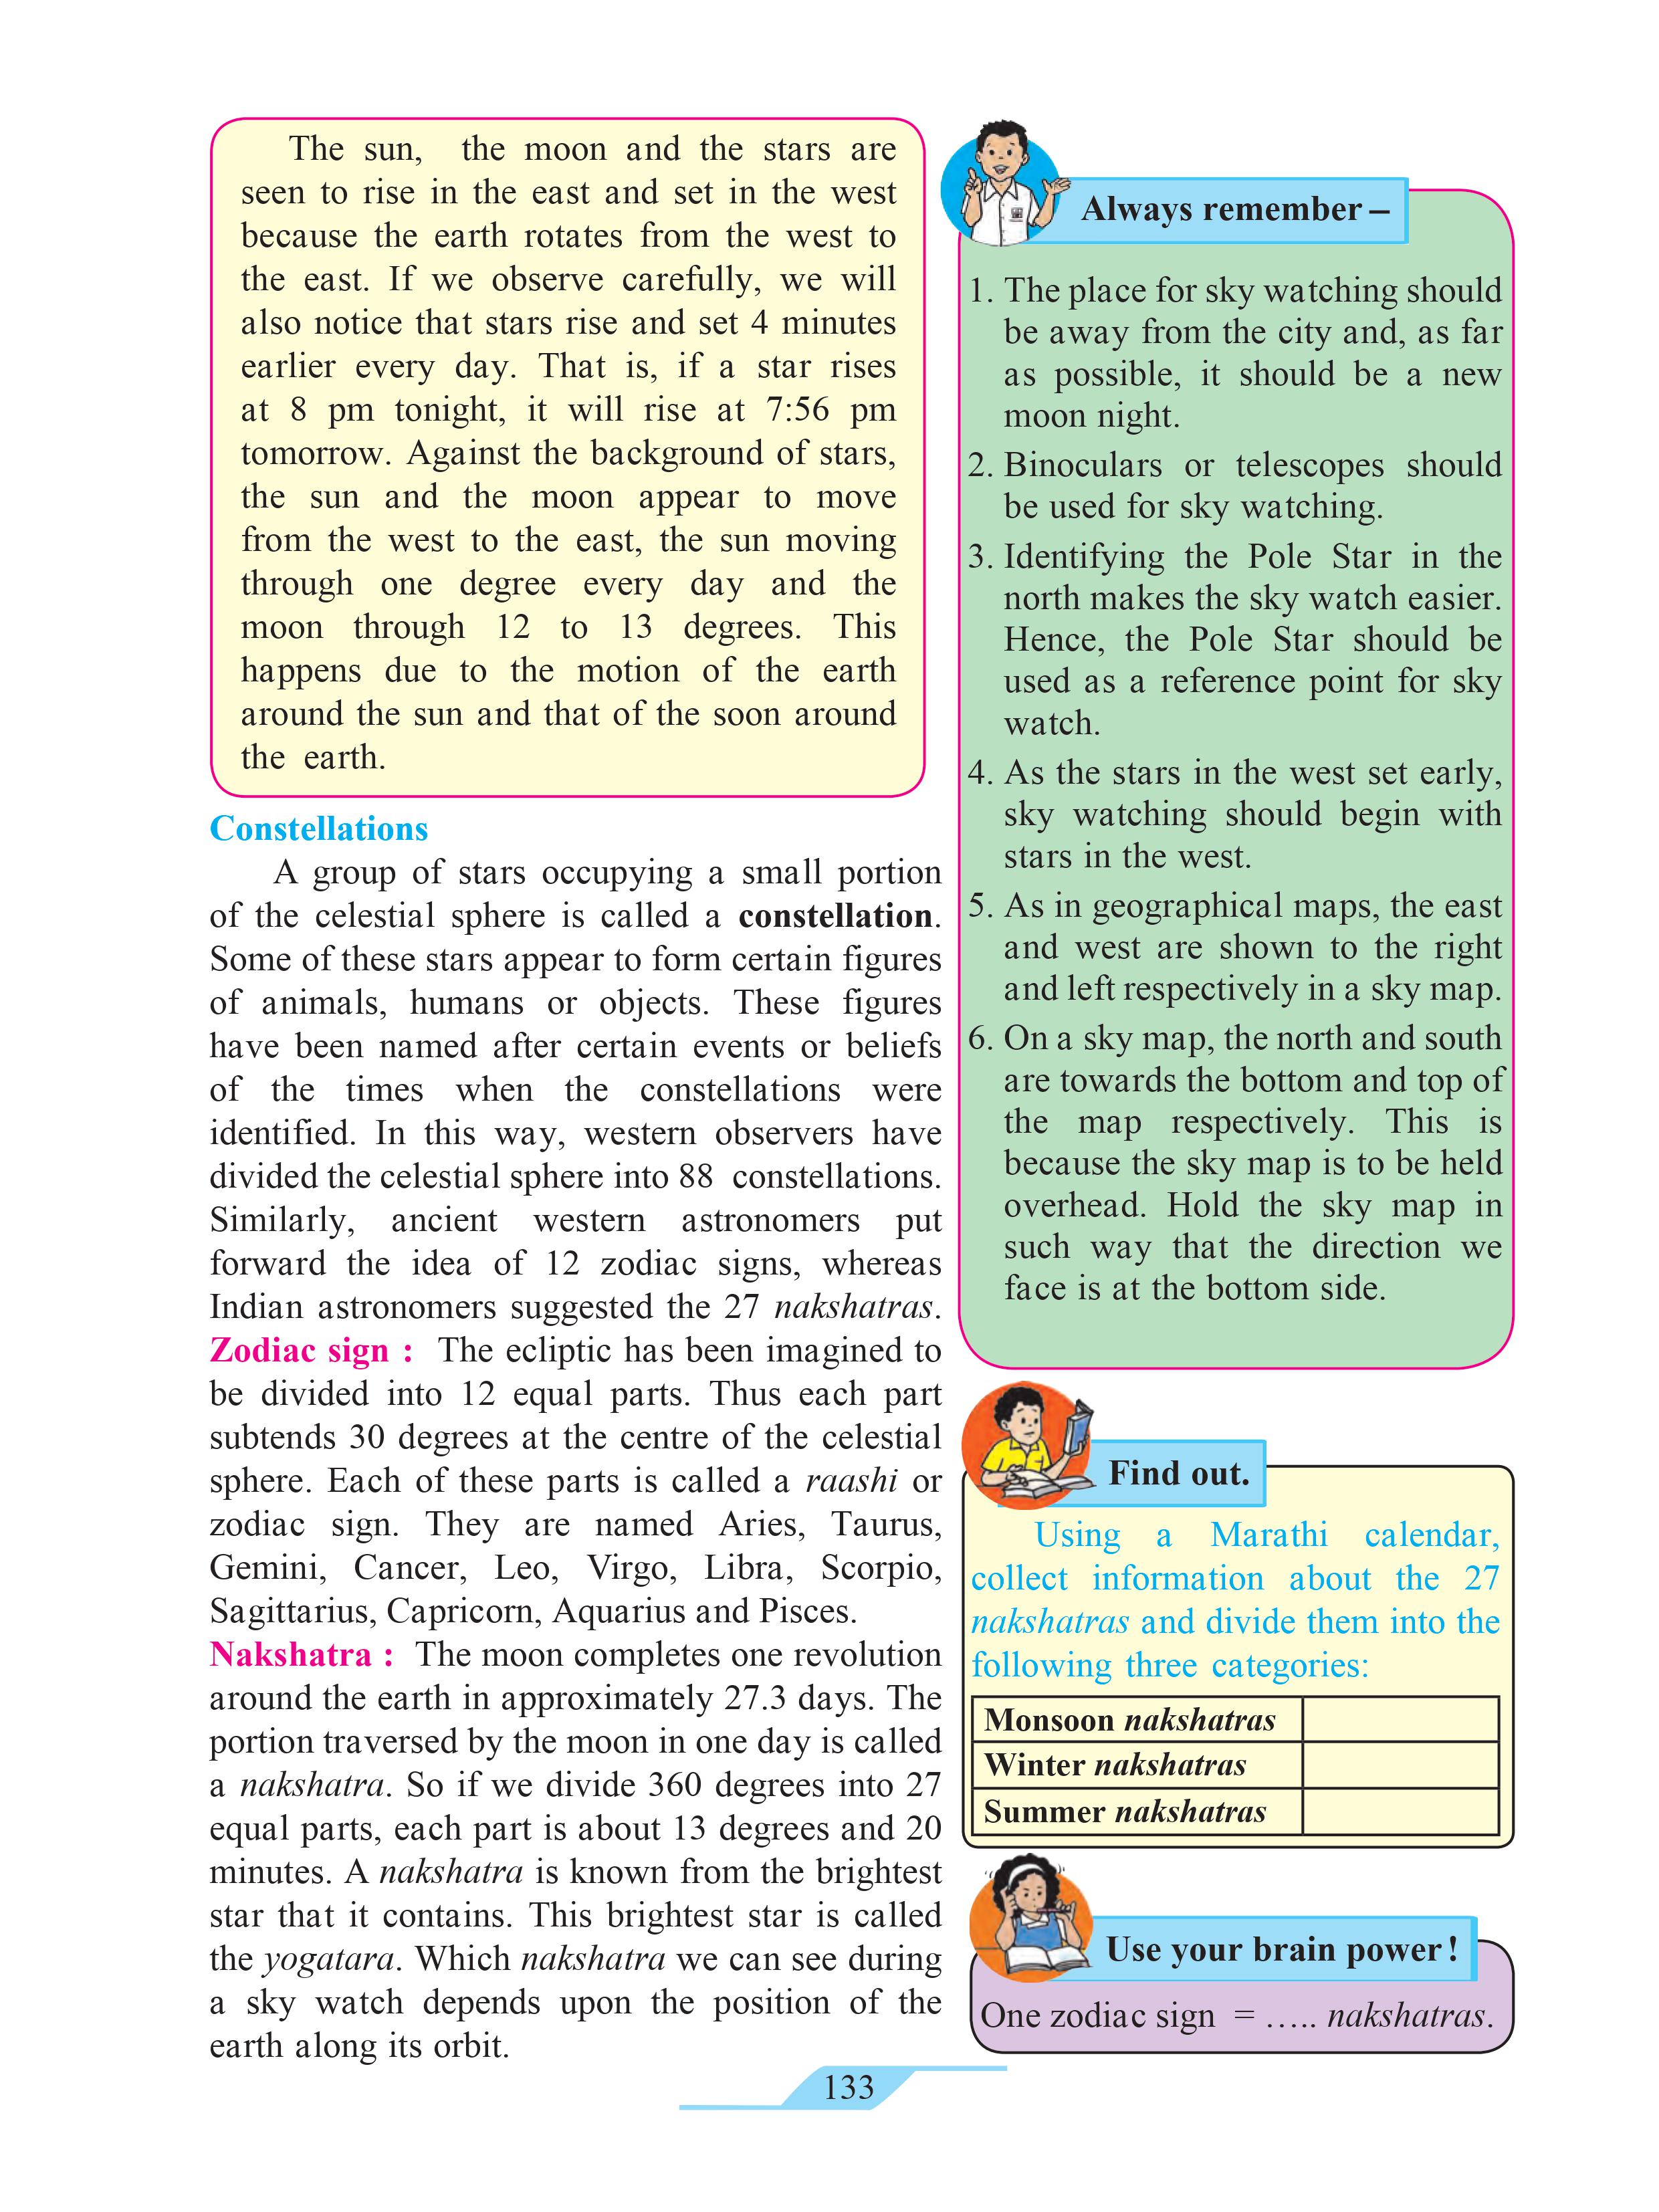 The sun, the moon and the stars are
seen to rise in the east and set in the west
because the earth rotates from the west to
the east. If we observe carefully, we will
also notice that stars rise and set 4 minutes
earlier every day. That is, if a star rises
at 8 pm tonight, it will rise at 7:56 pm
tomorrow. Against the background of stars,
the sun and the moon appear to move
from the west to the east, the sun moving
through one degree every day and the
moon through 12 to 13 degrees. This
happens due to the motion of the earth
around the sun and that of the soon around
the earth.
Constellations
A group of stars occupying a small portion
of the celestial sphere is called a constellation.
Some of these stars appear to form certain figures
of animals, humans or objects. These figures
have been named after certain events or beliefs
of the times when the constellations were
identified. In this way, western observers have
divided the celestial sphere into 88 constellations.
Similarly, ancient western astronomers put
forward the idea of 12 zodiac signs, whereas
Indian astronomers suggested the 27 nakshatras.
Zodiac sign : The ecliptic has been imagined to
be divided into 12 equal parts. Thus each part
subtends 30 degrees at the centre of the celestial
sphere. Each of these parts is called a raashi or
zodiac sign. They are named Aries, Taurus,
Gemini, Cancer, Leo, Virgo, Libra, Scorpio,
Sagittarius, Capricorn, Aquarius and Pisces.
Nakshatra : The moon completes one revolution
around the earth in approximately 27.3 days. The
portion traversed by the moon in one day is called
a nakshatra. So if we divide 360 degrees into 27
equal parts, each part is about 13 degrees and 20
minutes. A nakshatra is known from the brightest
star that it contains. This brightest star is called
the yogatara. Which nakshatra we can see during
a sky watch depends upon the position of the
earth along its orbit.
Always remember –
1. The place for sky watching should
be away from the city and, as far
as possible, it should be a new
moon night.
2. Binoculars or telescopes should
be used for sky watching.
3. Identifying the Pole Star in the
north makes the sky watch easier.
Hence, the Pole Star should be
used as a reference point for sky
watch.
4. As the stars in the west set early,
sky watching should begin with
stars in the west.
5. As in geographical maps, the east
and west are shown to the right
and left respectively in a sky map.
6. On a sky map, the north and south
are towards the bottom and top of
the map respectively. This is
because the sky map is to be held
overhead. Hold the sky map in
such way that the direction we
face is at the bottom side.
Find out.
Using a Marathi calendar,
collect information about the 27
nakshatras and divide them into the
following three categories:
Monsoon nakshatras
Winter nakshatras
Summer nakshatras
Use your brain power !
One zodiac sign = ….. nakshatras.
133